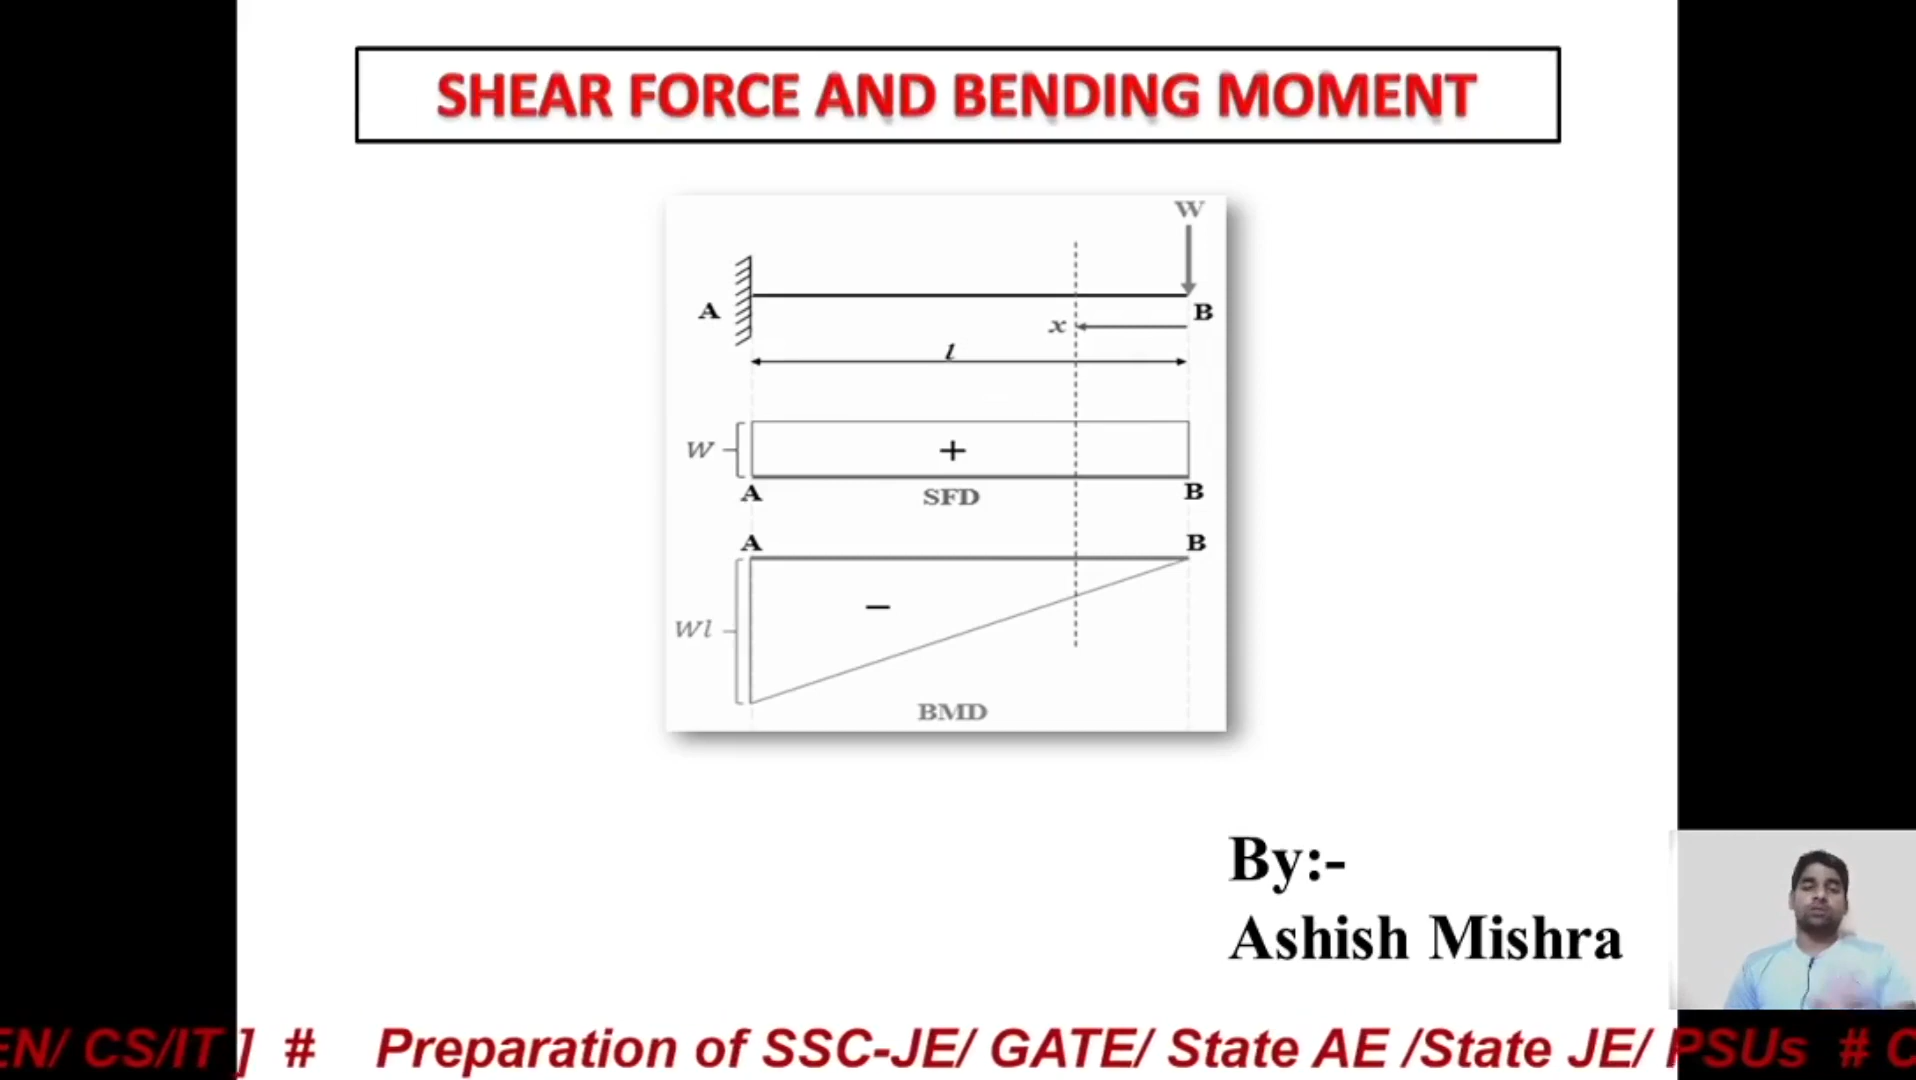 SHEAR FORCE AND BENDING MOMENT
W
A
B
x
l
W
+
A
SFD
B
A
B
−
Wl
BMD
By:-
Ashish Mishra
EN/ CS/IT ] # Preparation of SSC-JE/ GATE/ State AE /State JE/ PSUs # C